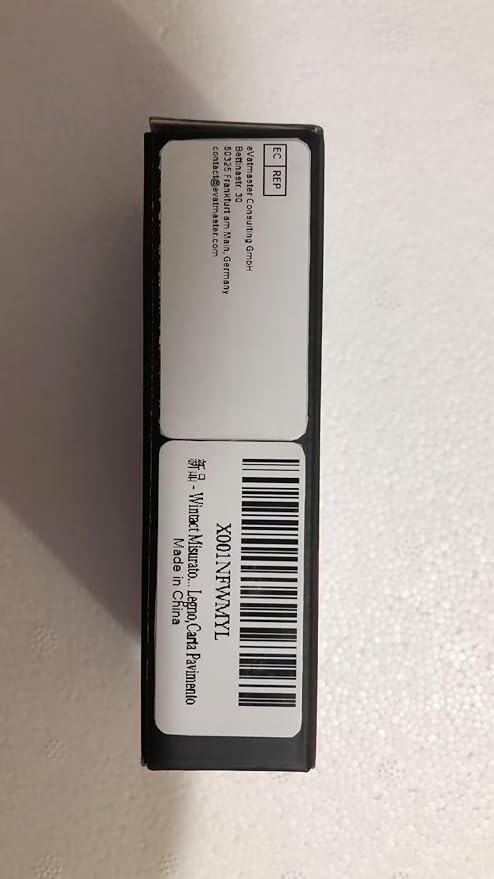 EC REP
eVatmaster Consulting GmbH
Bettinastr. 30
60325 Frankfurt am Main, Germany
contact@evatmaster.com
X001NFWMYL
新品 - Wintact Misurato... Legno,Carta Pavimento
Made in China